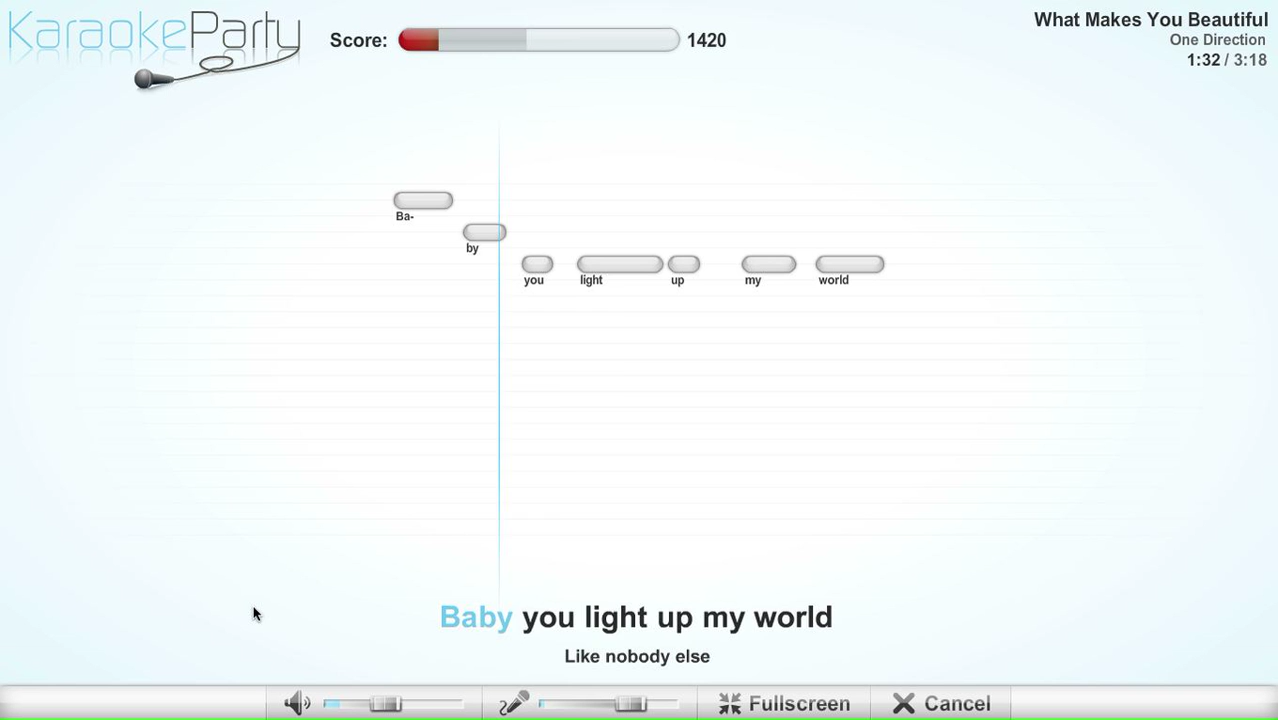 KaraokeParty
Score: 1420
What Makes You Beautiful
One Direction
1:32 / 3:18
Ba-
by
you light up my world
Baby you light up my world
Like nobody else
Fullscreen Cancel